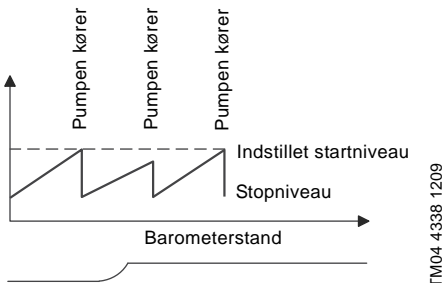 Pumpen kører
Pumpen kører
Pumpen kører
Indstillet startniveau
Stopniveau
Barometerstand
TM04 4338 1209